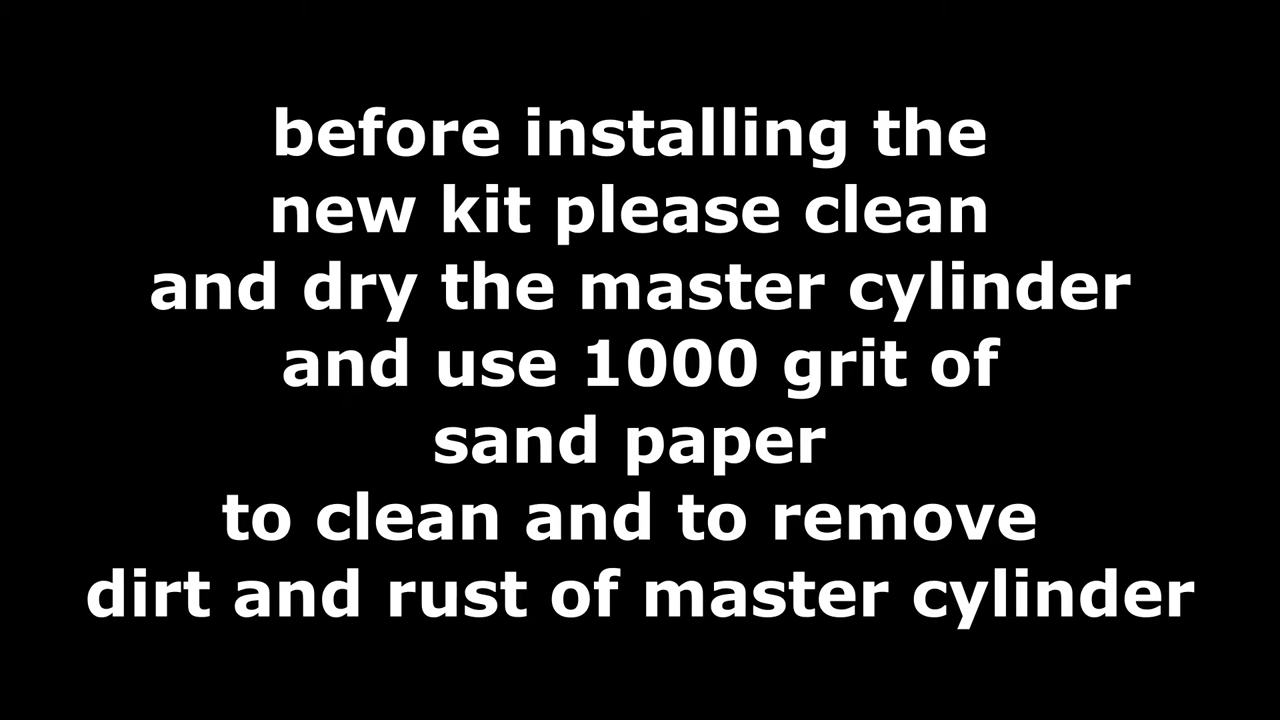 before installing the
new kit please clean
and dry the master cylinder
and use 1000 grit of
sand paper
to clean and to remove
dirt and rust of master cylinder